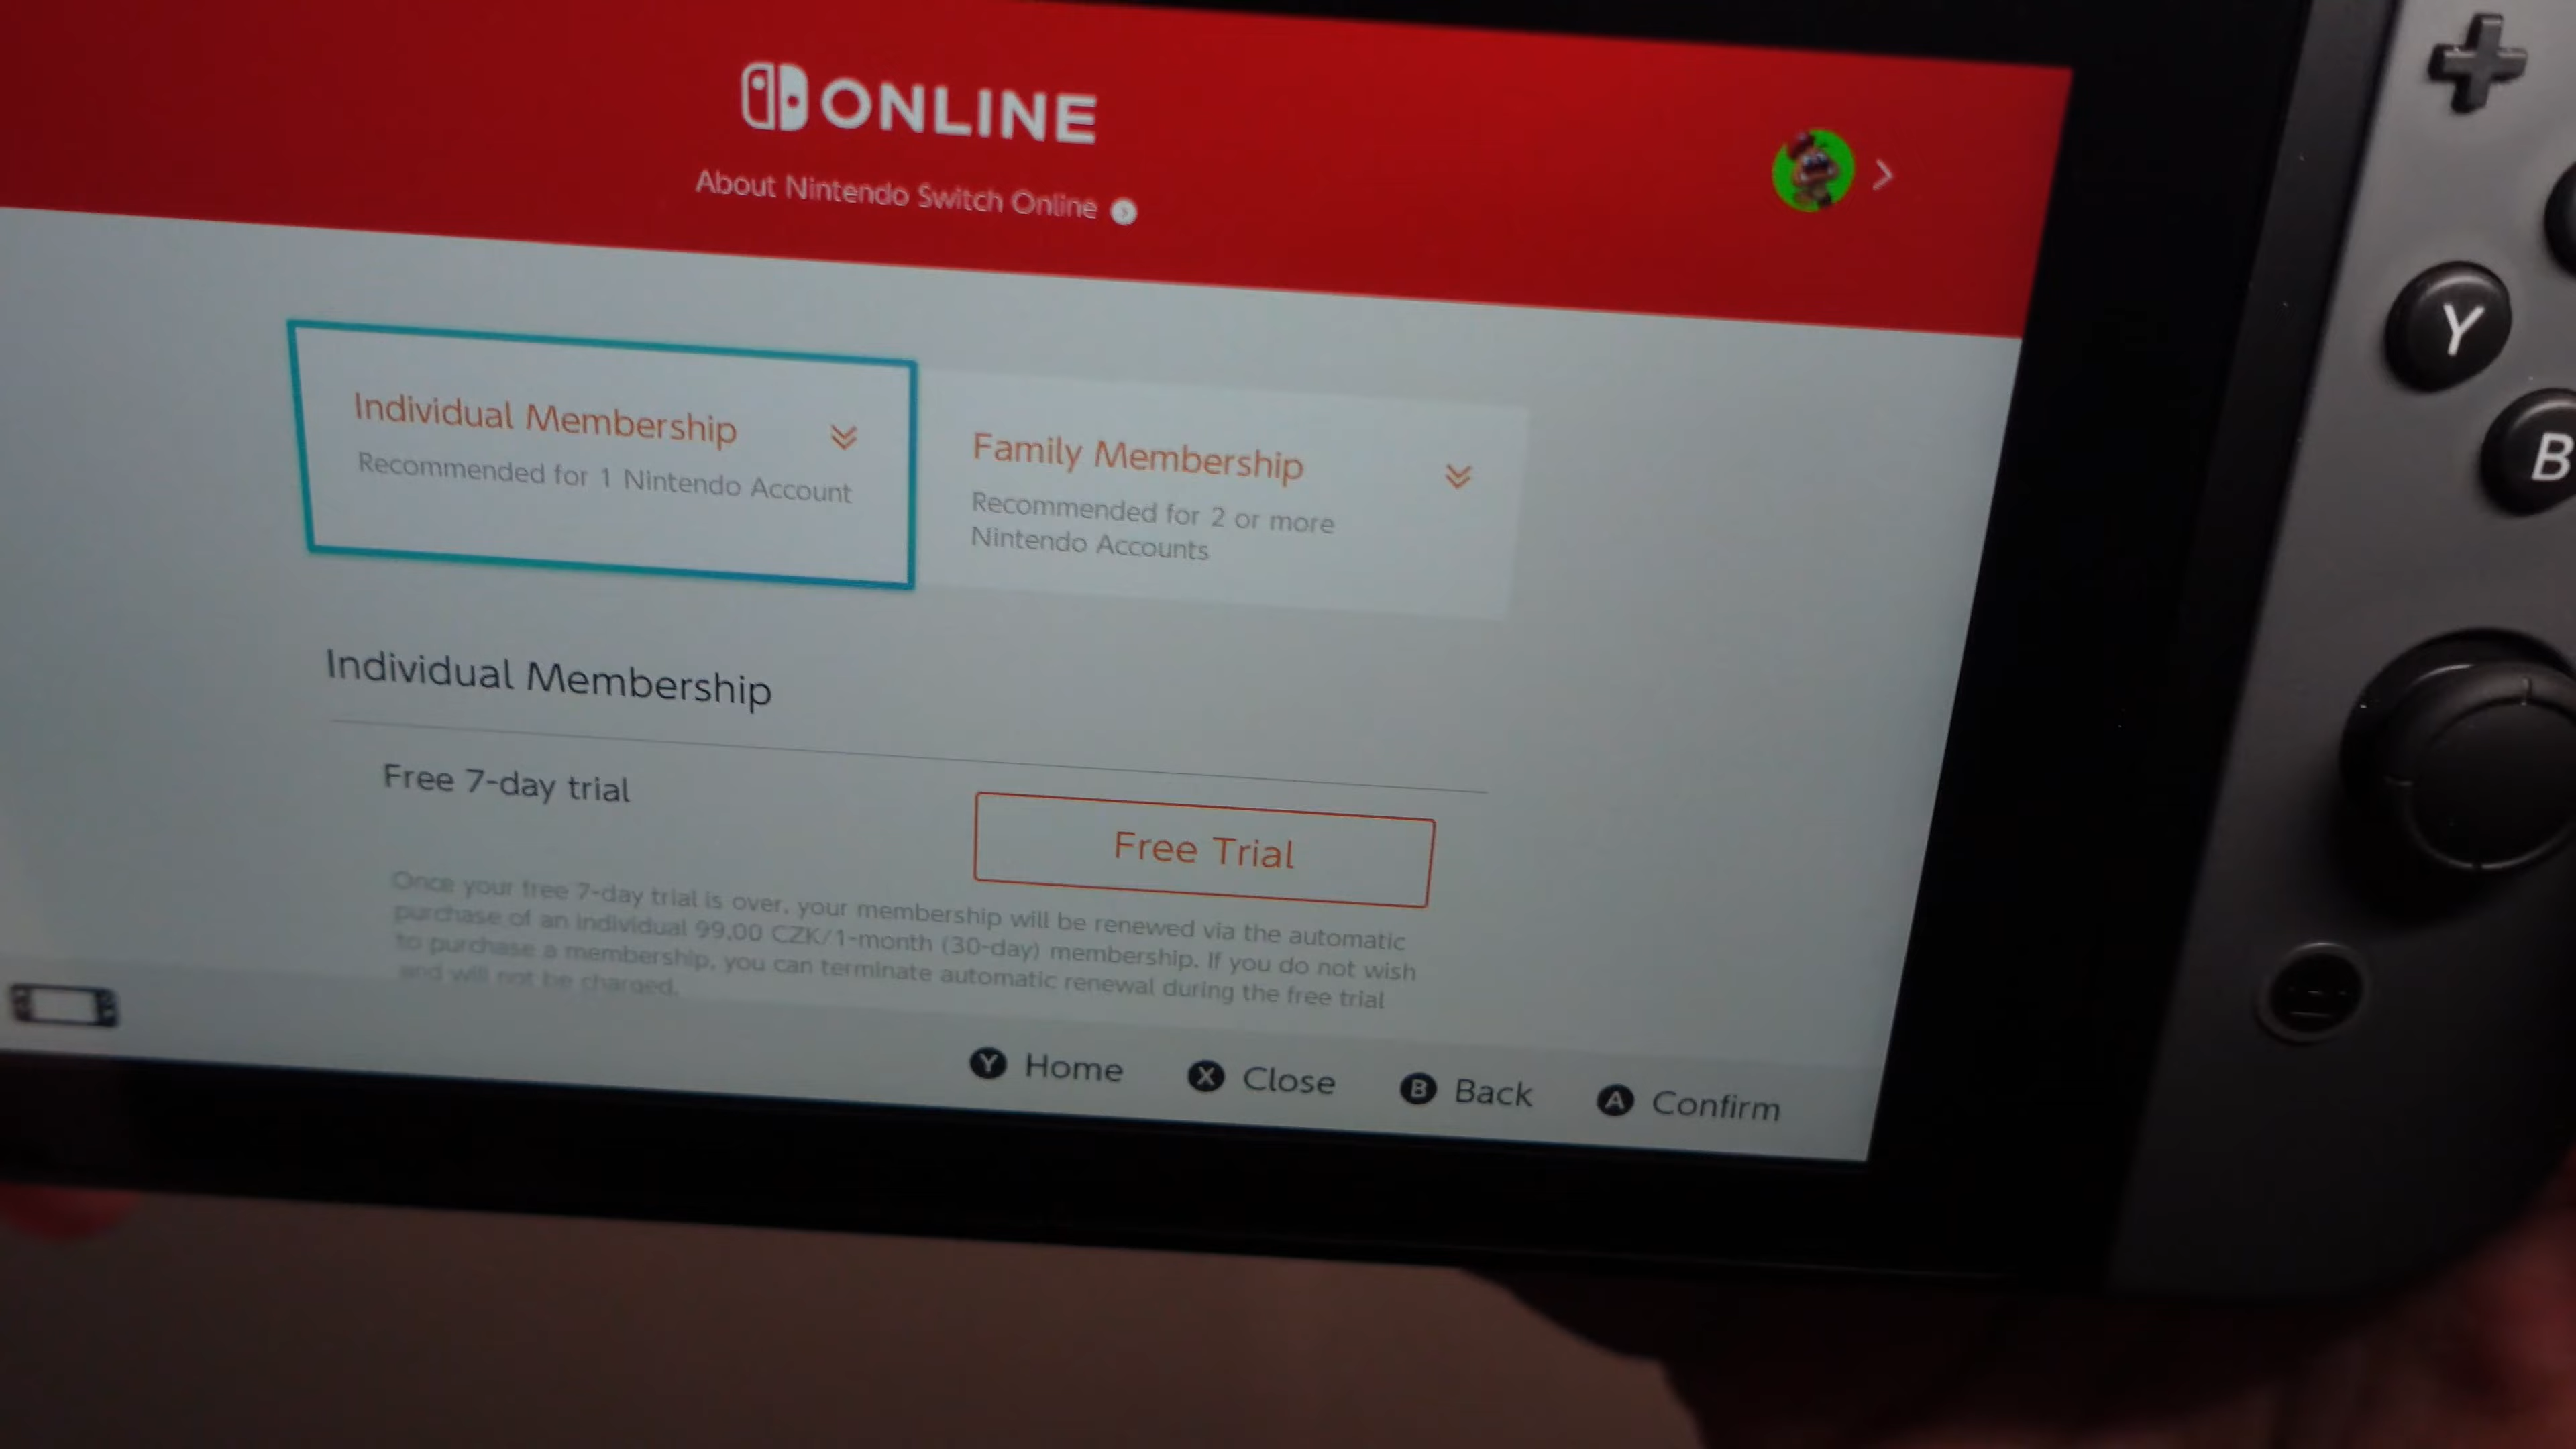 ONLINE
About Nintendo Switch Online
Individual Membership
Recommended for 1 Nintendo Account
Family Membership
Recommended for 2 or more
Nintendo Accounts
Individual Membership
Free 7-day trial
Free Trial
Once your free 7-day trial is over, your membership will be renewed via the automatic
purchase of an individual 99,00 CZK/1-month (30-day) membership. If you do not wish
to purchase a membership, you can terminate automatic renewal during the free trial
and will not be charged.
Y Home X Close B Back A Confirm
Y
B